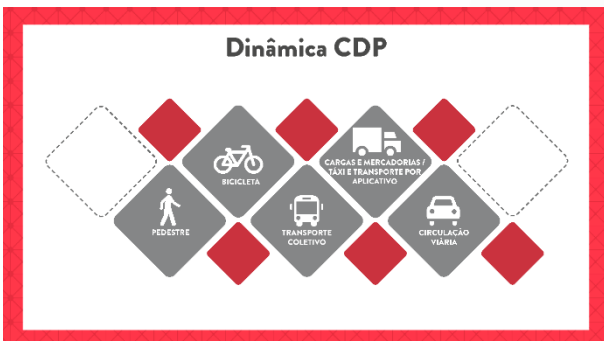 Dinâmica CDP
BICICLETA
CARGAS E MERCADORIAS /
TÁXI E TRANSPORTE POR
APLICATIVO
PEDESTRE
TRANSPORTE
COLETIVO
CIRCULAÇÃO
VIÁRIA